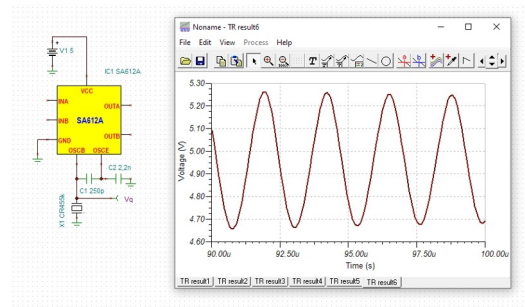 V1 5
IC1 SA612A
VCC
INA
OUTA
INB
SA612A
GND
OUTB
OSCB OSCE
C2 2,2n
C1 250p
Vq
X1 CR455k
Noname - TR result6
File Edit View Process Help
T
a
b
5.30
5.20
5.10
5.00
4.90
4.80
4.70
4.60
Voltage (V)
90.00u 92.50u 95.00u 97.50u 100.00u
Time (s)
TR result1 TR result2 TR result3 TR result4 TR result5 TR result6